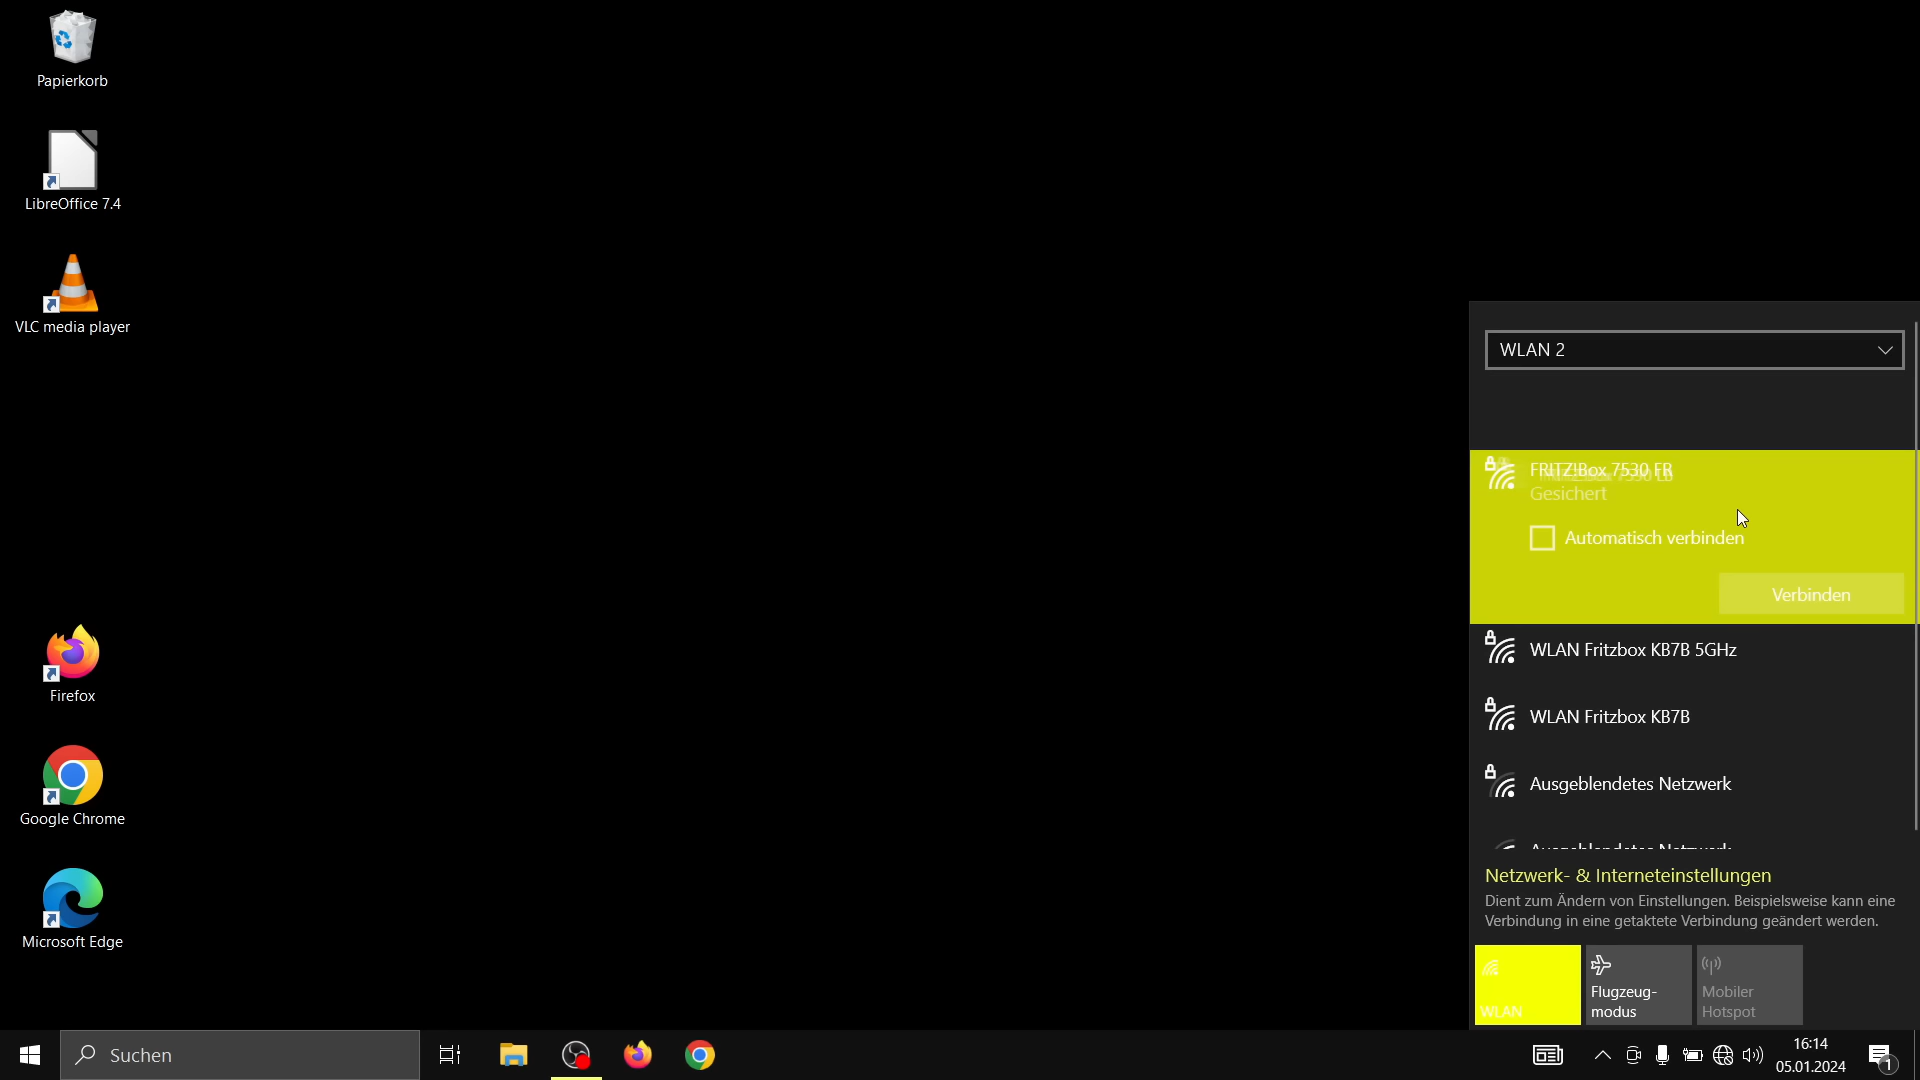 Papierkorb
LibreOffice 7.4
VLC media player
Firefox
Google Chrome
Microsoft Edge
WLAN 2
FRITZ!Box 7530
Gesichert
Automatisch verbinden
Verbinden
WLAN Fritzbox KB7B 5GHz
WLAN Fritzbox KB7B
Ausgeblendetes Netzwerk
Ausgeblendetes Netzwerk
Netzwerk- & Interneteinstellungen
Dient zum Ändern von Einstellungen. Beispielsweise kann eine
Verbindung in eine getaktete Verbindung geändert werden.
WLAN
Flugzeug-
modus
Mobiler
Hotspot
Suchen
16:14
05.01.2024
1